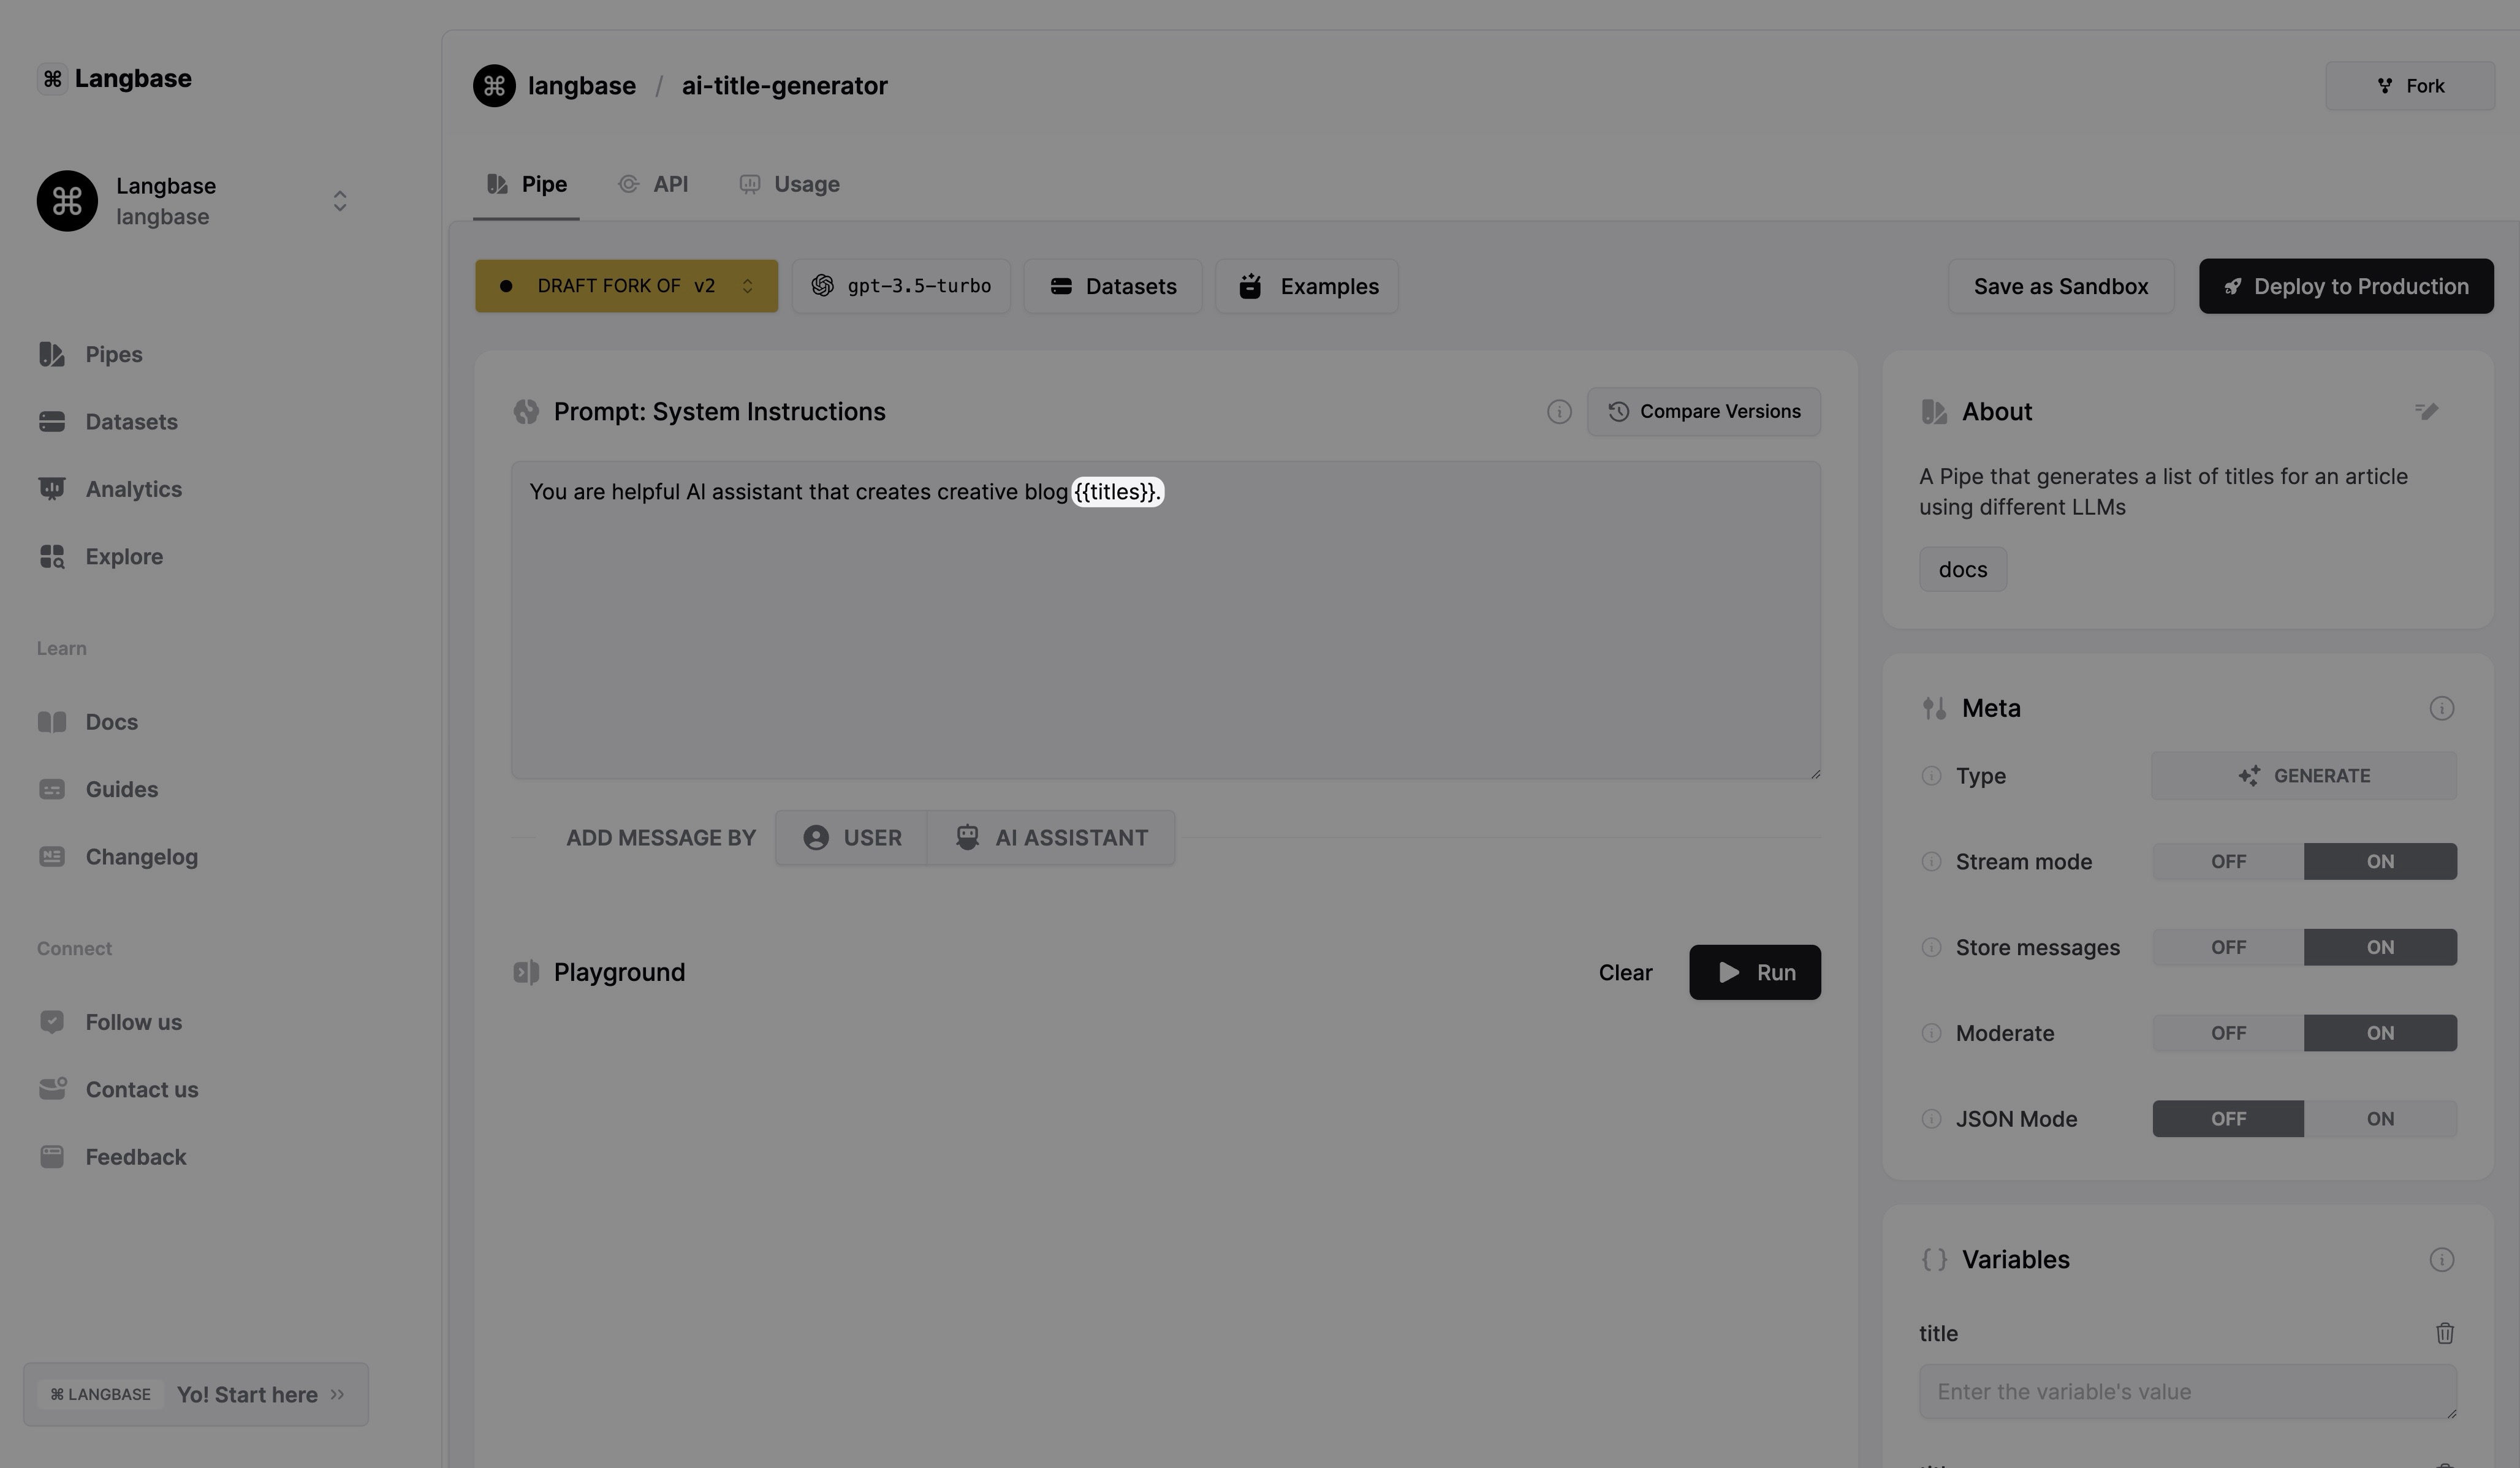 Langbase
Langbase
langbase
Pipes
Datasets
Analytics
Explore
Learn
Docs
Guides
Changelog
Connect
Follow us
Contact us
Feedback
⌘ LANGBASE Yo! Start here
langbase / ai-title-generator
Fork
Pipe API Usage
DRAFT FORK OF v2 gpt-3.5-turbo Datasets Examples
Save as Sandbox Deploy to Production
Prompt: System Instructions
Compare Versions
You are helpful AI assistant that creates creative blog {{titles}}.
ADD MESSAGE BY USER AI ASSISTANT
Playground
Clear Run
About
A Pipe that generates a list of titles for an article
using different LLMs
docs
Meta
Type GENERATE
Stream mode OFF ON
Store messages OFF ON
Moderate OFF ON
JSON Mode OFF ON
{} Variables
title
Enter the variable's value